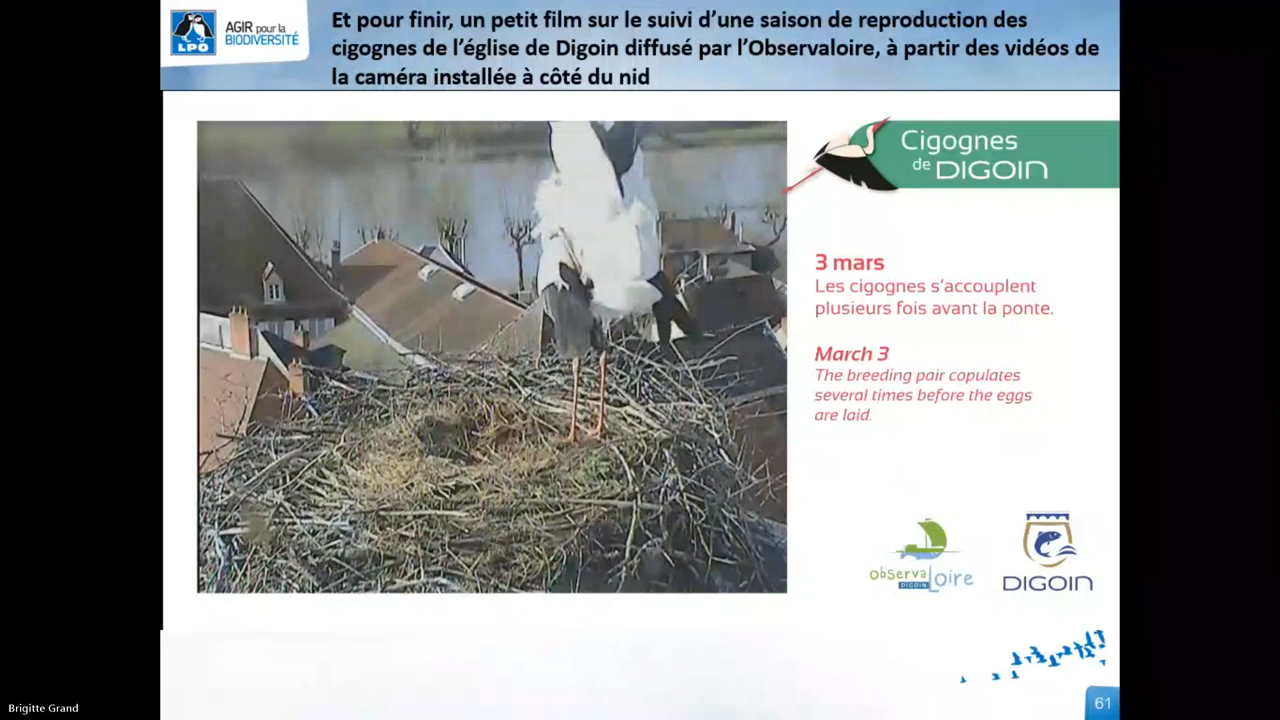 LPO
AGIR pour la
BIODIVERSITÉ
Et pour finir, un petit film sur le suivi d’une saison de reproduction des
cigognes de l’église de Digoin diffusé par l’Observaloire, à partir des vidéos de
la caméra installée à côté du nid
Cigognes
de DIGOIN
3 mars
Les cigognes s’accouplent
plusieurs fois avant la ponte.
March 3
The breeding pair copulates
several times before the eggs
are laid.
observaLoire
DIGOIN
DIGOIN
61
Brigitte Grand